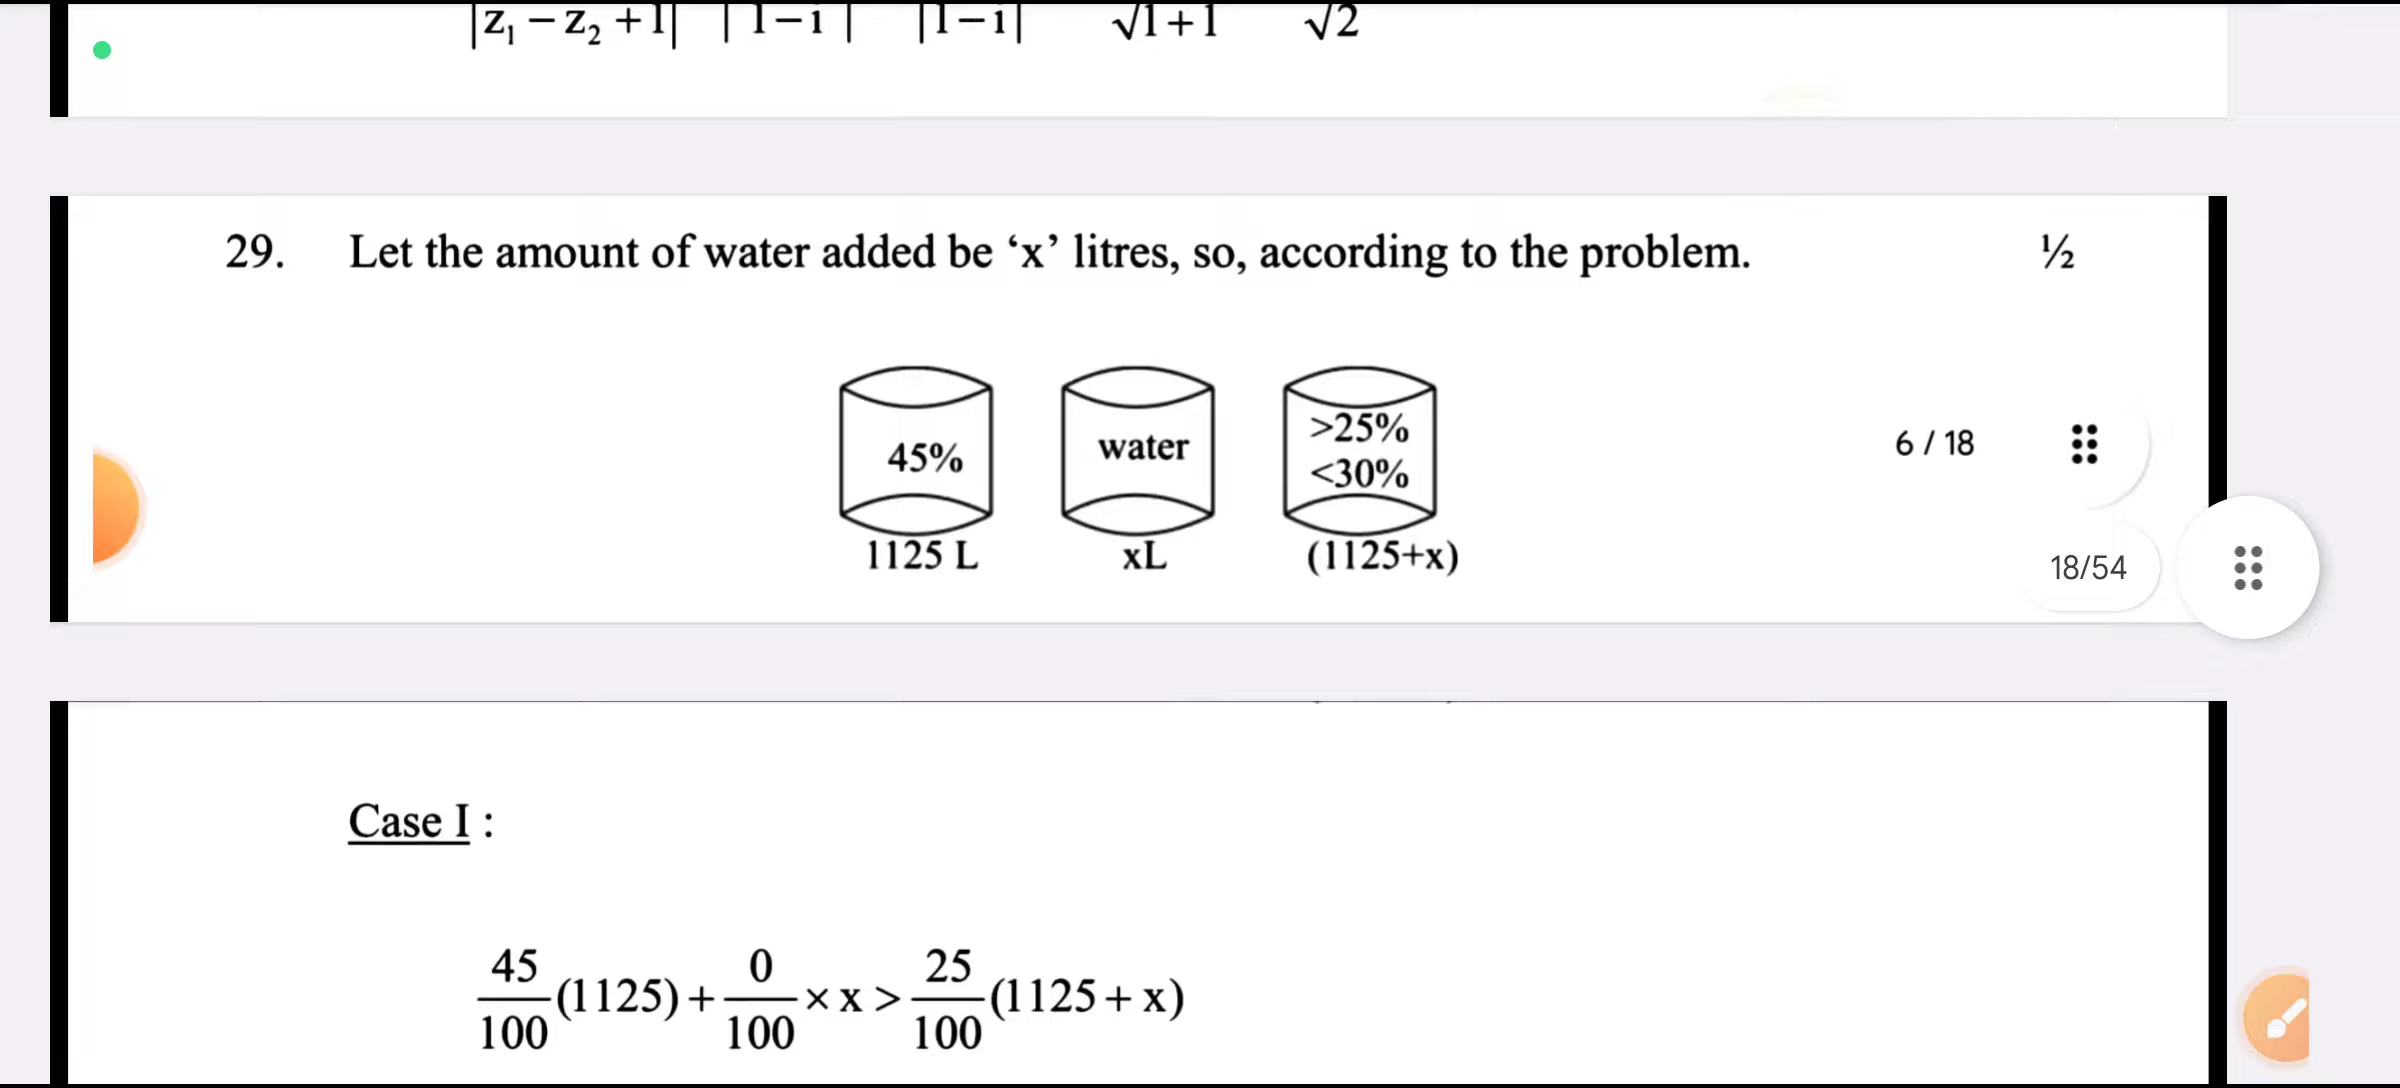 |z₁ − z₂ + 1| |1−i| |1−i| √1+1 √2
29. Let the amount of water added be ‘x’ litres, so, according to the problem. ½
45% water >25%
<30%
1125 L xL (1125+x)
6 / 18
18/54
Case I :
45/100 (1125) + 0/100 × x > 25/100 (1125 + x)